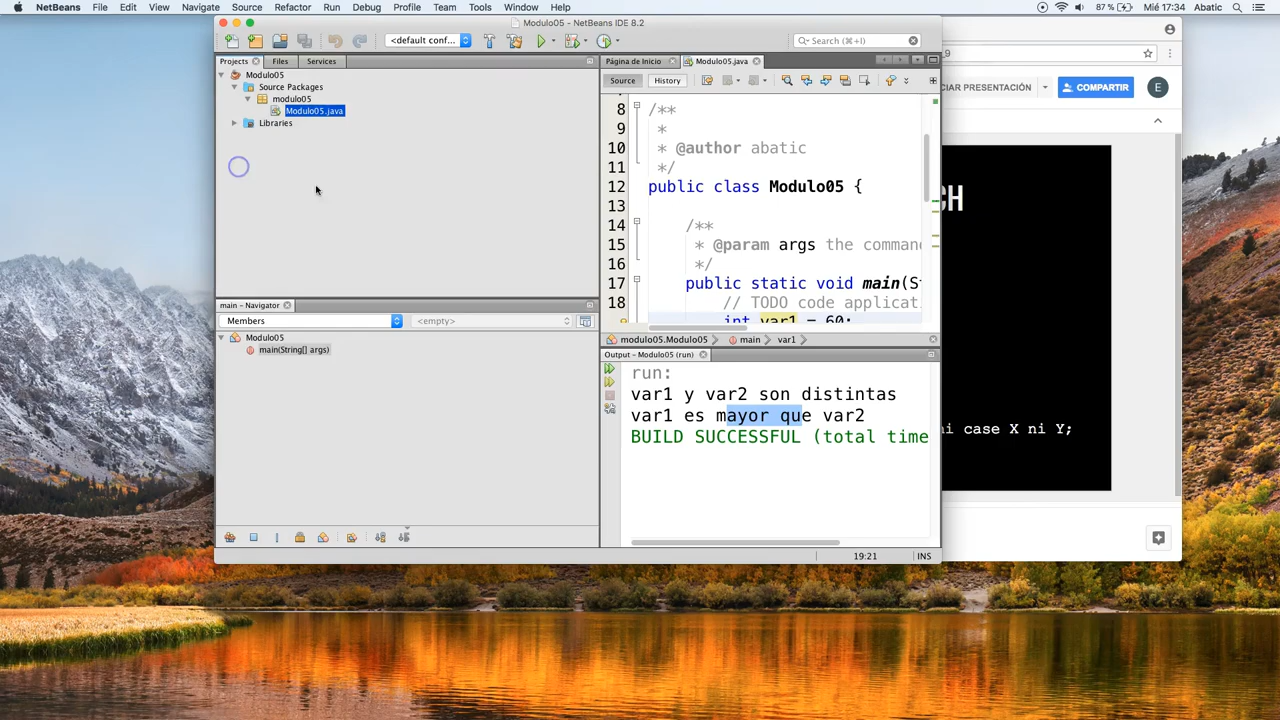 NetBeans File Edit View Navigate Source Refactor Run Debug Profile Team Tools Window Help 87 % Mié 17:34 Abatic
Modulo05 - NetBeans IDE 8.2
<default conf... Search (⌘+I)
Projects Files Services
Modulo05
Source Packages
modulo05
Modulo05.java
Libraries
Página de Inicio Modulo05.java
Source History
8 /**
9 *
10 * @author abatic
11 */
12 public class Modulo05 {
13
14 /**
15 * @param args the comman
16 */
17 public static void main(S
18 // TODO code applicat
int var1 = 60;
modulo05.Modulo05 main var1
main - Navigator
Members <empty>
Modulo05
main(String[] args)
Output - Modulo05 (run)
run:
var1 y var2 son distintas
var1 es mayor que var2
BUILD SUCCESSFUL (total time
19:21 INS
_9
CIAR PRESENTACIÓN COMPARTIR E
CH
ni case X ni Y;